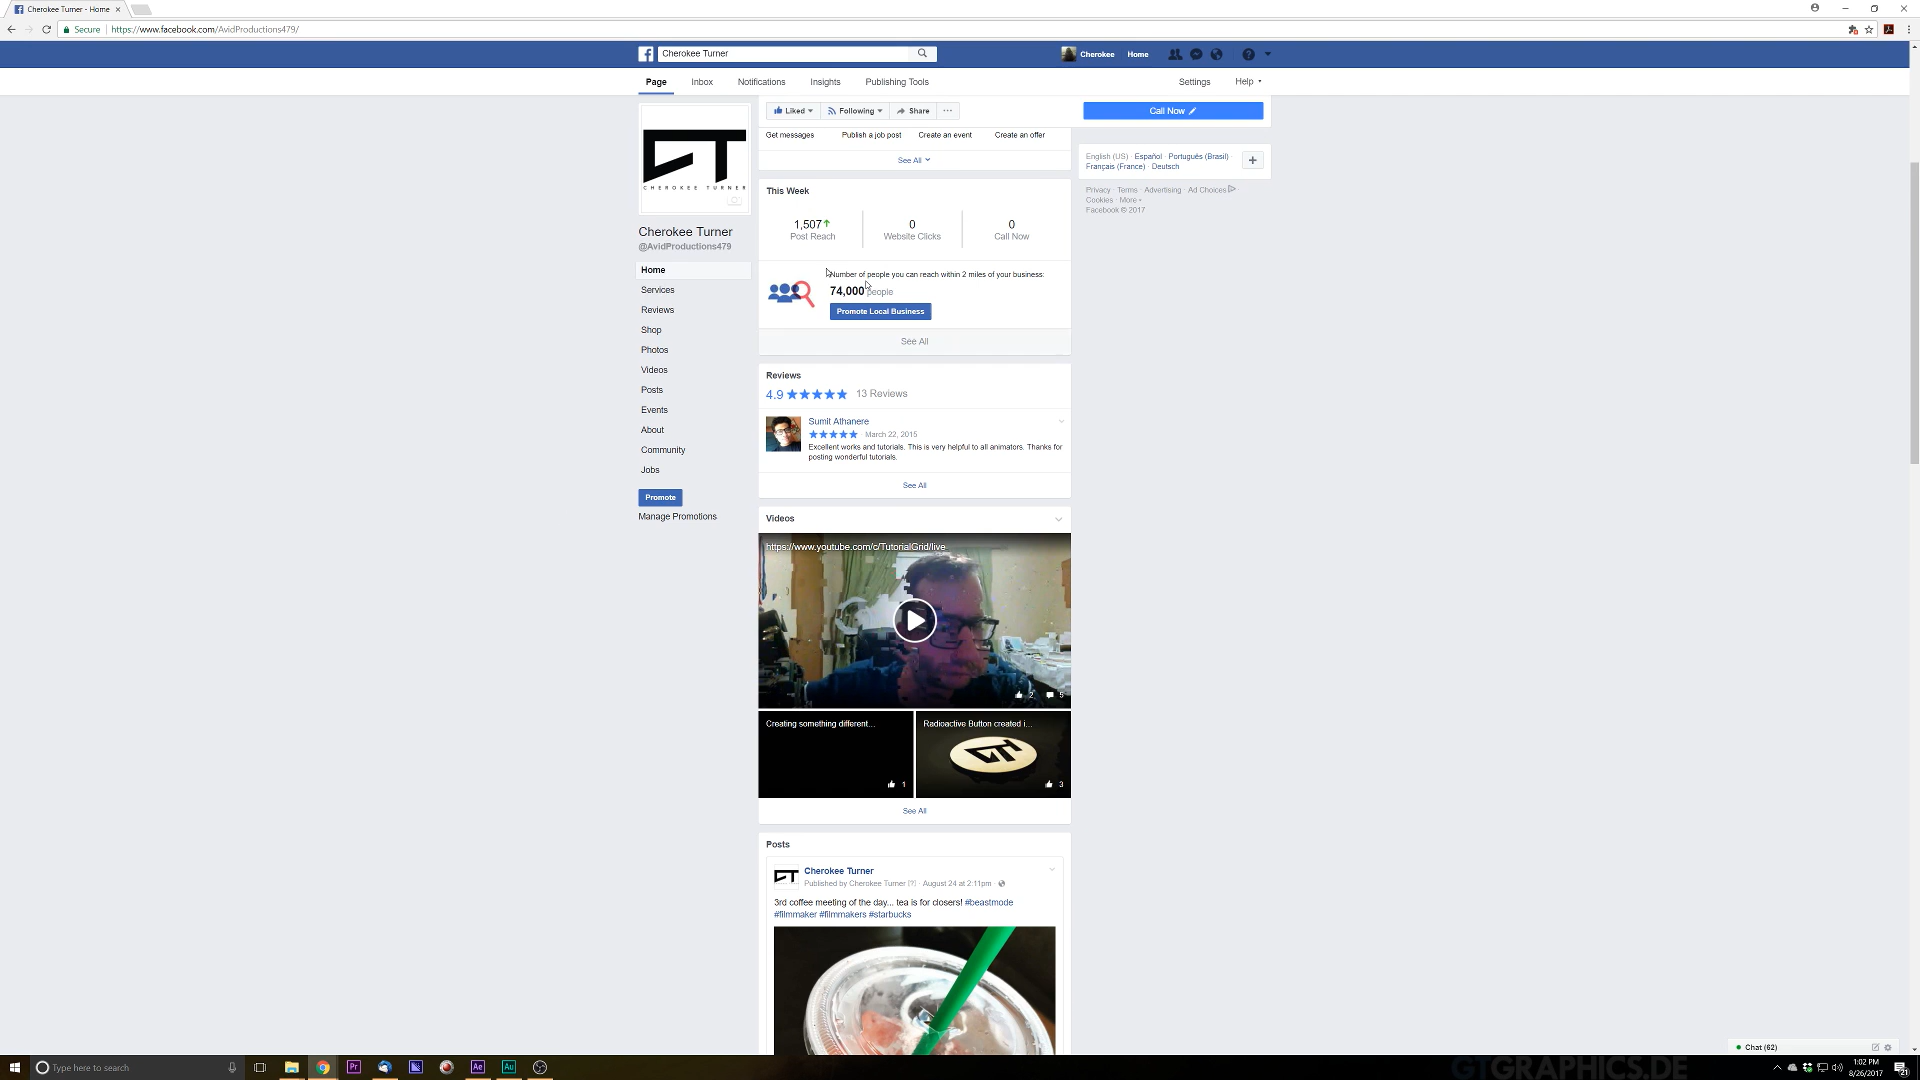 Cherokee Turner - Home
Secure https://www.facebook.com/AvidProductions479/
Cherokee Turner
Cherokee Home
Page Inbox Notifications Insights Publishing Tools Settings Help
Liked Following Share ... Call Now
CHEROKEE TURNER
Cherokee Turner
@AvidProductions479
Home
Services
Reviews
Shop
Photos
Videos
Posts
Events
About
Community
Jobs
Promote
Manage Promotions
Get messages Publish a job post Create an event Create an offer
See All
This Week
1,507 0 0
Post Reach Website Clicks Call Now
Number of people you can reach within 2 miles of your business:
74,000 people
Promote Local Business
See All
Reviews
4.9 13 Reviews
Sumit Athanere
March 22, 2015
Excellent works and tutorials. This is very helpful to all animators. Thanks for
posting wonderful tutorials.
See All
Videos
https://www.youtube.com/c/TutorialGrid/live
2 5
Creating something different... Radioactive Button created i...
1 3
See All
Posts
Cherokee Turner
Published by Cherokee Turner [?] · August 24 at 2:11pm ·
3rd coffee meeting of the day... tea is for closers! #beastmode
#filmmaker #filmmakers #starbucks
English (US) · Español · Português (Brasil) ·
Français (France) · Deutsch
Privacy · Terms · Advertising · Ad Choices
Cookies · More
Facebook © 2017
Chat (62)
Type here to search
Pr Ae Au
GTGRAPHICS.DE
1:02 PM
8/26/2017
21